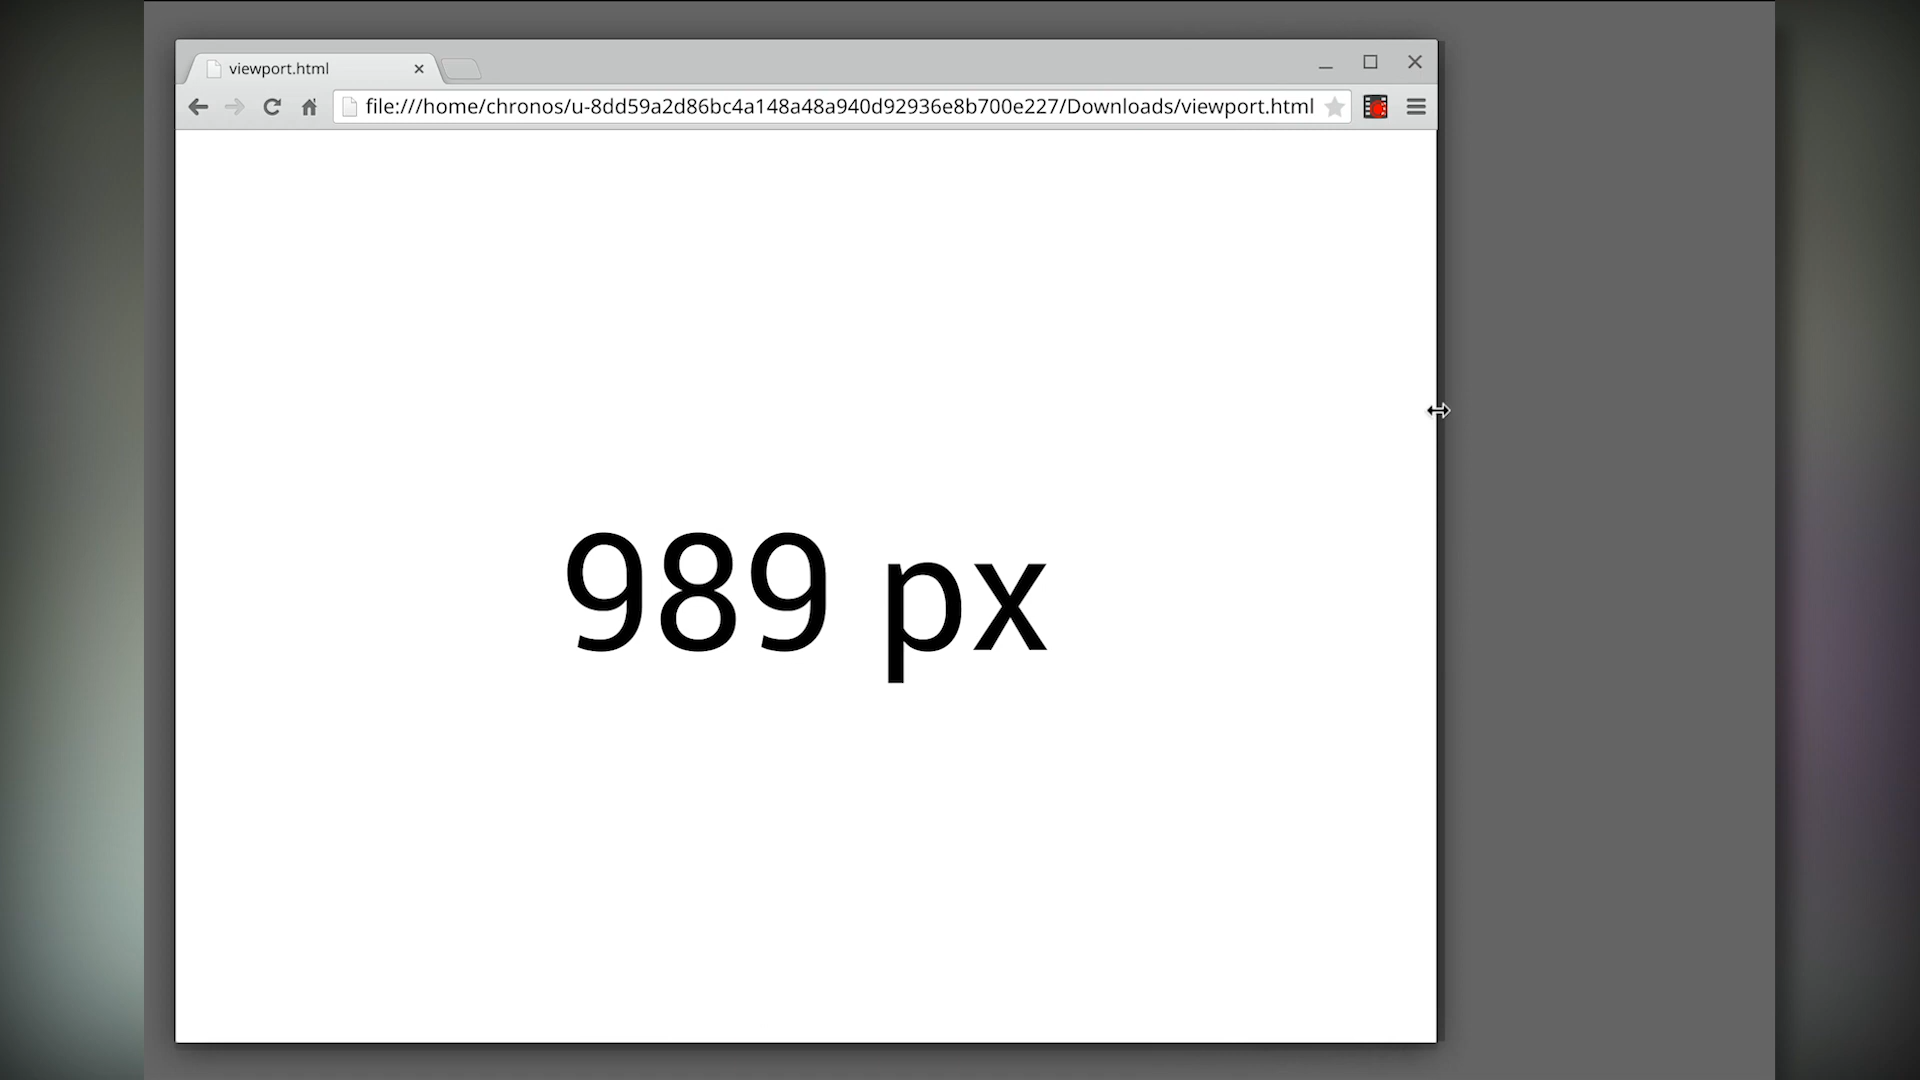 viewport.html
file:///home/chronos/u-8dd59a2d86bc4a148a48a940d92936e8b700e227/Downloads/viewport.html
989 px